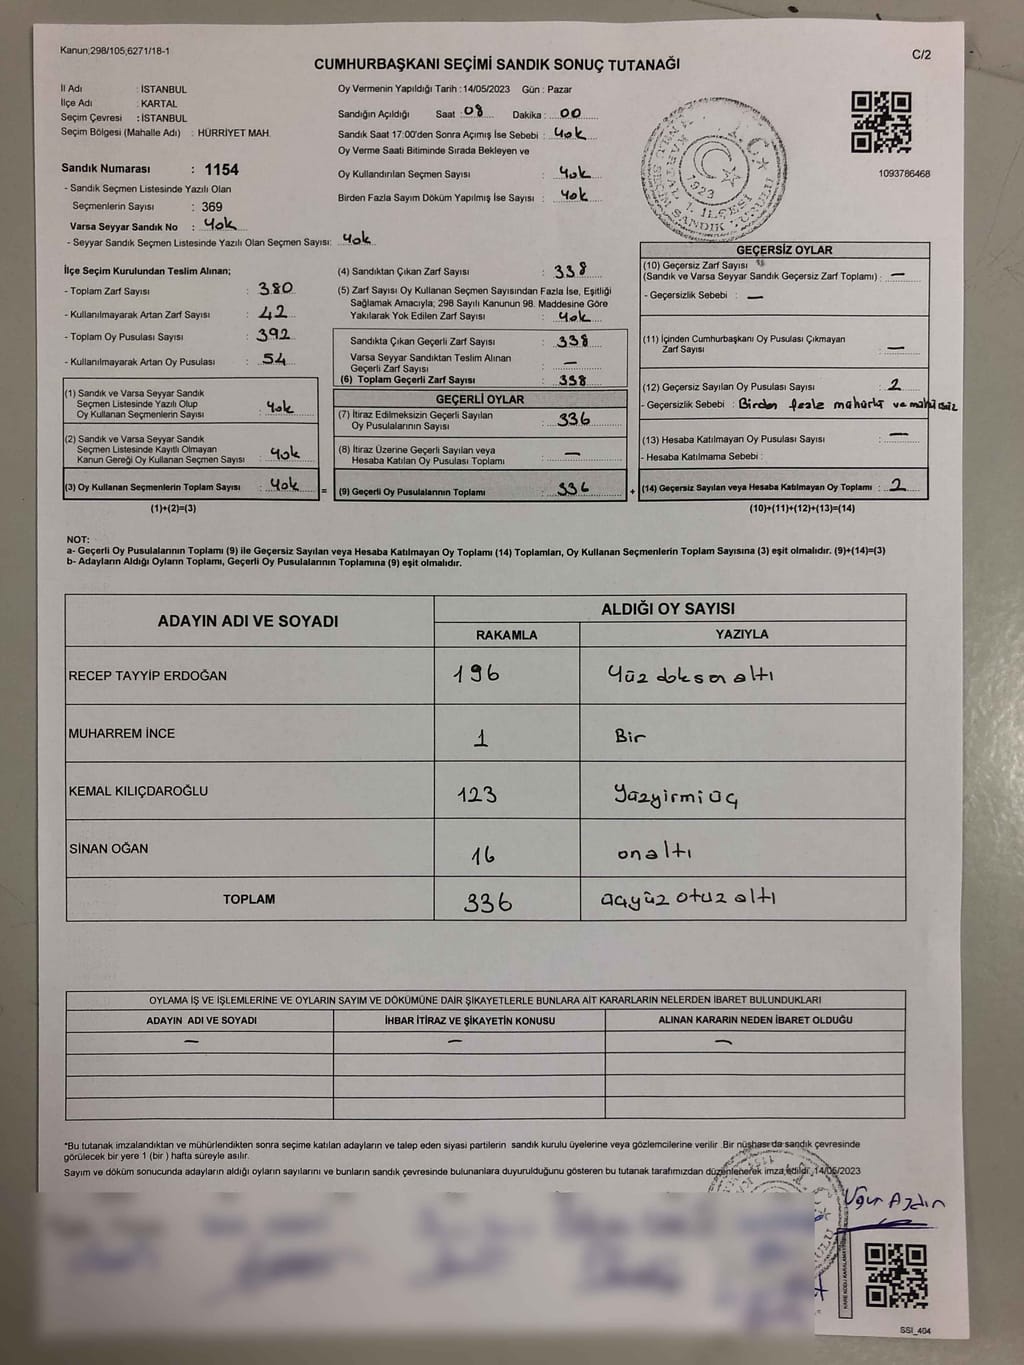 Kanun;298/105,6271/18-1
C/2
CUMHURBAŞKANI SEÇİMİ SANDIK SONUÇ TUTANAĞI
İl Adı : İSTANBUL
İlçe Adı : KARTAL
Seçim Çevresi : İSTANBUL
Seçim Bölgesi (Mahalle Adı) : HÜRRİYET MAH.
Sandık Numarası : 1154
- Sandık Seçmen Listesinde Yazılı Olan
Seçmenlerin Sayısı : 369
Varsa Seyyar Sandık No : Yok
- Seyyar Sandık Seçmen Listesinde Yazılı Olan Seçmen Sayısı: Yok
Oy Vermenin Yapıldığı Tarih : 14/05/2023 Gün : Pazar
Sandığın Açıldığı Saat : 08 Dakika : 00
Sandık Saat 17:00'den Sonra Açımış İse Sebebi : Yok
Oy Verme Saati Bitiminde Sırada Bekleyen ve
Oy Kullandırılan Seçmen Sayısı : Yok
Birden Fazla Sayım Döküm Yapılmış İse Sayısı : Yok
T.C.
KARTAL 1. İLÇESİ
1923
1093786468
İlçe Seçim Kurulundan Teslim Alınan;
- Toplam Zarf Sayısı : 380
- Kullanılmayarak Artan Zarf Sayısı : 42
- Toplam Oy Pusulası Sayısı : 392
- Kullanılmayarak Artan Oy Pusulası : 54
(1) Sandık ve Varsa Seyyar Sandık
Seçmen Listesinde Yazılı Olup
Oy Kullanan Seçmenlerin Sayısı : Yok
(2) Sandık ve Varsa Seyyar Sandık
Seçmen Listesinde Kayıtlı Olmayan
Kanun Gereği Oy Kullanan Seçmen Sayısı : Yok
(3) Oy Kullanan Seçmenlerin Toplam Sayısı : Yok
(1)+(2)=(3)
=
(4) Sandıktan Çıkan Zarf Sayısı : 338
(5) Zarf Sayısı Oy Kullanan Seçmen Sayısından Fazla İse, Eşitliği
Sağlamak Amacıyla; 298 Sayılı Kanunun 98. Maddesine Göre
Yakılarak Yok Edilen Zarf Sayısı : Yok
Sandıkta Çıkan Geçerli Zarf Sayısı : 338
Varsa Seyyar Sandıktan Teslim Alınan
Geçerli Zarf Sayısı : —
(6) Toplam Geçerli Zarf Sayısı : 338
GEÇERLİ OYLAR
(7) İtiraz Edilmeksizin Geçerli Sayılan
Oy Pusulalarının Sayısı : 336
(8) İtiraz Üzerine Geçerli Sayılan veya
Hesaba Katılan Oy Pusulası Toplamı : —
(9) Geçerli Oy Pusulalarının Toplamı : 336
+
GEÇERSİZ OYLAR
(10) Geçersiz Zarf Sayısı
(Sandık ve Varsa Seyyar Sandık Geçersiz Zarf Toplamı) : —
- Geçersizlik Sebebi : —
(11) İçinden Cumhurbaşkanı Oy Pusulası Çıkmayan
Zarf Sayısı : —
(12) Geçersiz Sayılan Oy Pusulası Sayısı : 2
- Geçersizlik Sebebi : Birden fazla mühürlü ve mühürsüz
(13) Hesaba Katılmayan Oy Pusulası Sayısı : —
- Hesaba Katılmama Sebebi :
(14) Geçersiz Sayılan veya Hesaba Katılmayan Oy Toplamı : 2
(10)+(11)+(12)+(13)=(14)
NOT:
a- Geçerli Oy Pusulalarının Toplamı (9) ile Geçersiz Sayılan veya Hesaba Katılmayan Oy Toplamı (14) Toplamları, Oy Kullanan Seçmenlerin Toplam Sayısına (3) eşit olmalıdır. (9)+(14)=(3)
b- Adayların Aldığı Oyların Toplamı, Geçerli Oy Pusulalarının Toplamına (9) eşit olmalıdır.
ADAYIN ADI VE SOYADI ALDIĞI OY SAYISI
RAKAMLA YAZIYLA
RECEP TAYYİP ERDOĞAN 196 Yüz doksan altı
MUHARREM İNCE 1 Bir
KEMAL KILIÇDAROĞLU 123 Yüzyirmi üç
SİNAN OĞAN 16 onaltı
TOPLAM 336 üçyüz otuz altı
OYLAMA İŞ VE İŞLEMLERİNE VE OYLARIN SAYIM VE DÖKÜMÜNE DAİR ŞİKAYETLERLE BUNLARA AİT KARARLARIN NELERDEN İBARET BULUNDUKLARI
ADAYIN ADI VE SOYADI İHBAR İTİRAZ VE ŞİKAYETİN KONUSU ALINAN KARARIN NEDEN İBARET OLDUĞU
— — —
*Bu tutanak imzalandıktan ve mühürlendikten sonra seçime katılan adayların ve talep eden siyasi partilerin sandık kurulu üyelerine veya gözlemcilerine verilir .Bir nüshası da sandık çevresinde
görülecek bir yere 1 (bir ) hafta süreyle asılır.
Sayım ve döküm sonucunda adayların aldığı oyların sayılarını ve bunların sandık çevresinde bulunanlara duyurulduğunu gösteren bu tutanak tarafımızdan düzenlenerek imza edildi. 14/05/2023
Uğur Aydın
SSI_404